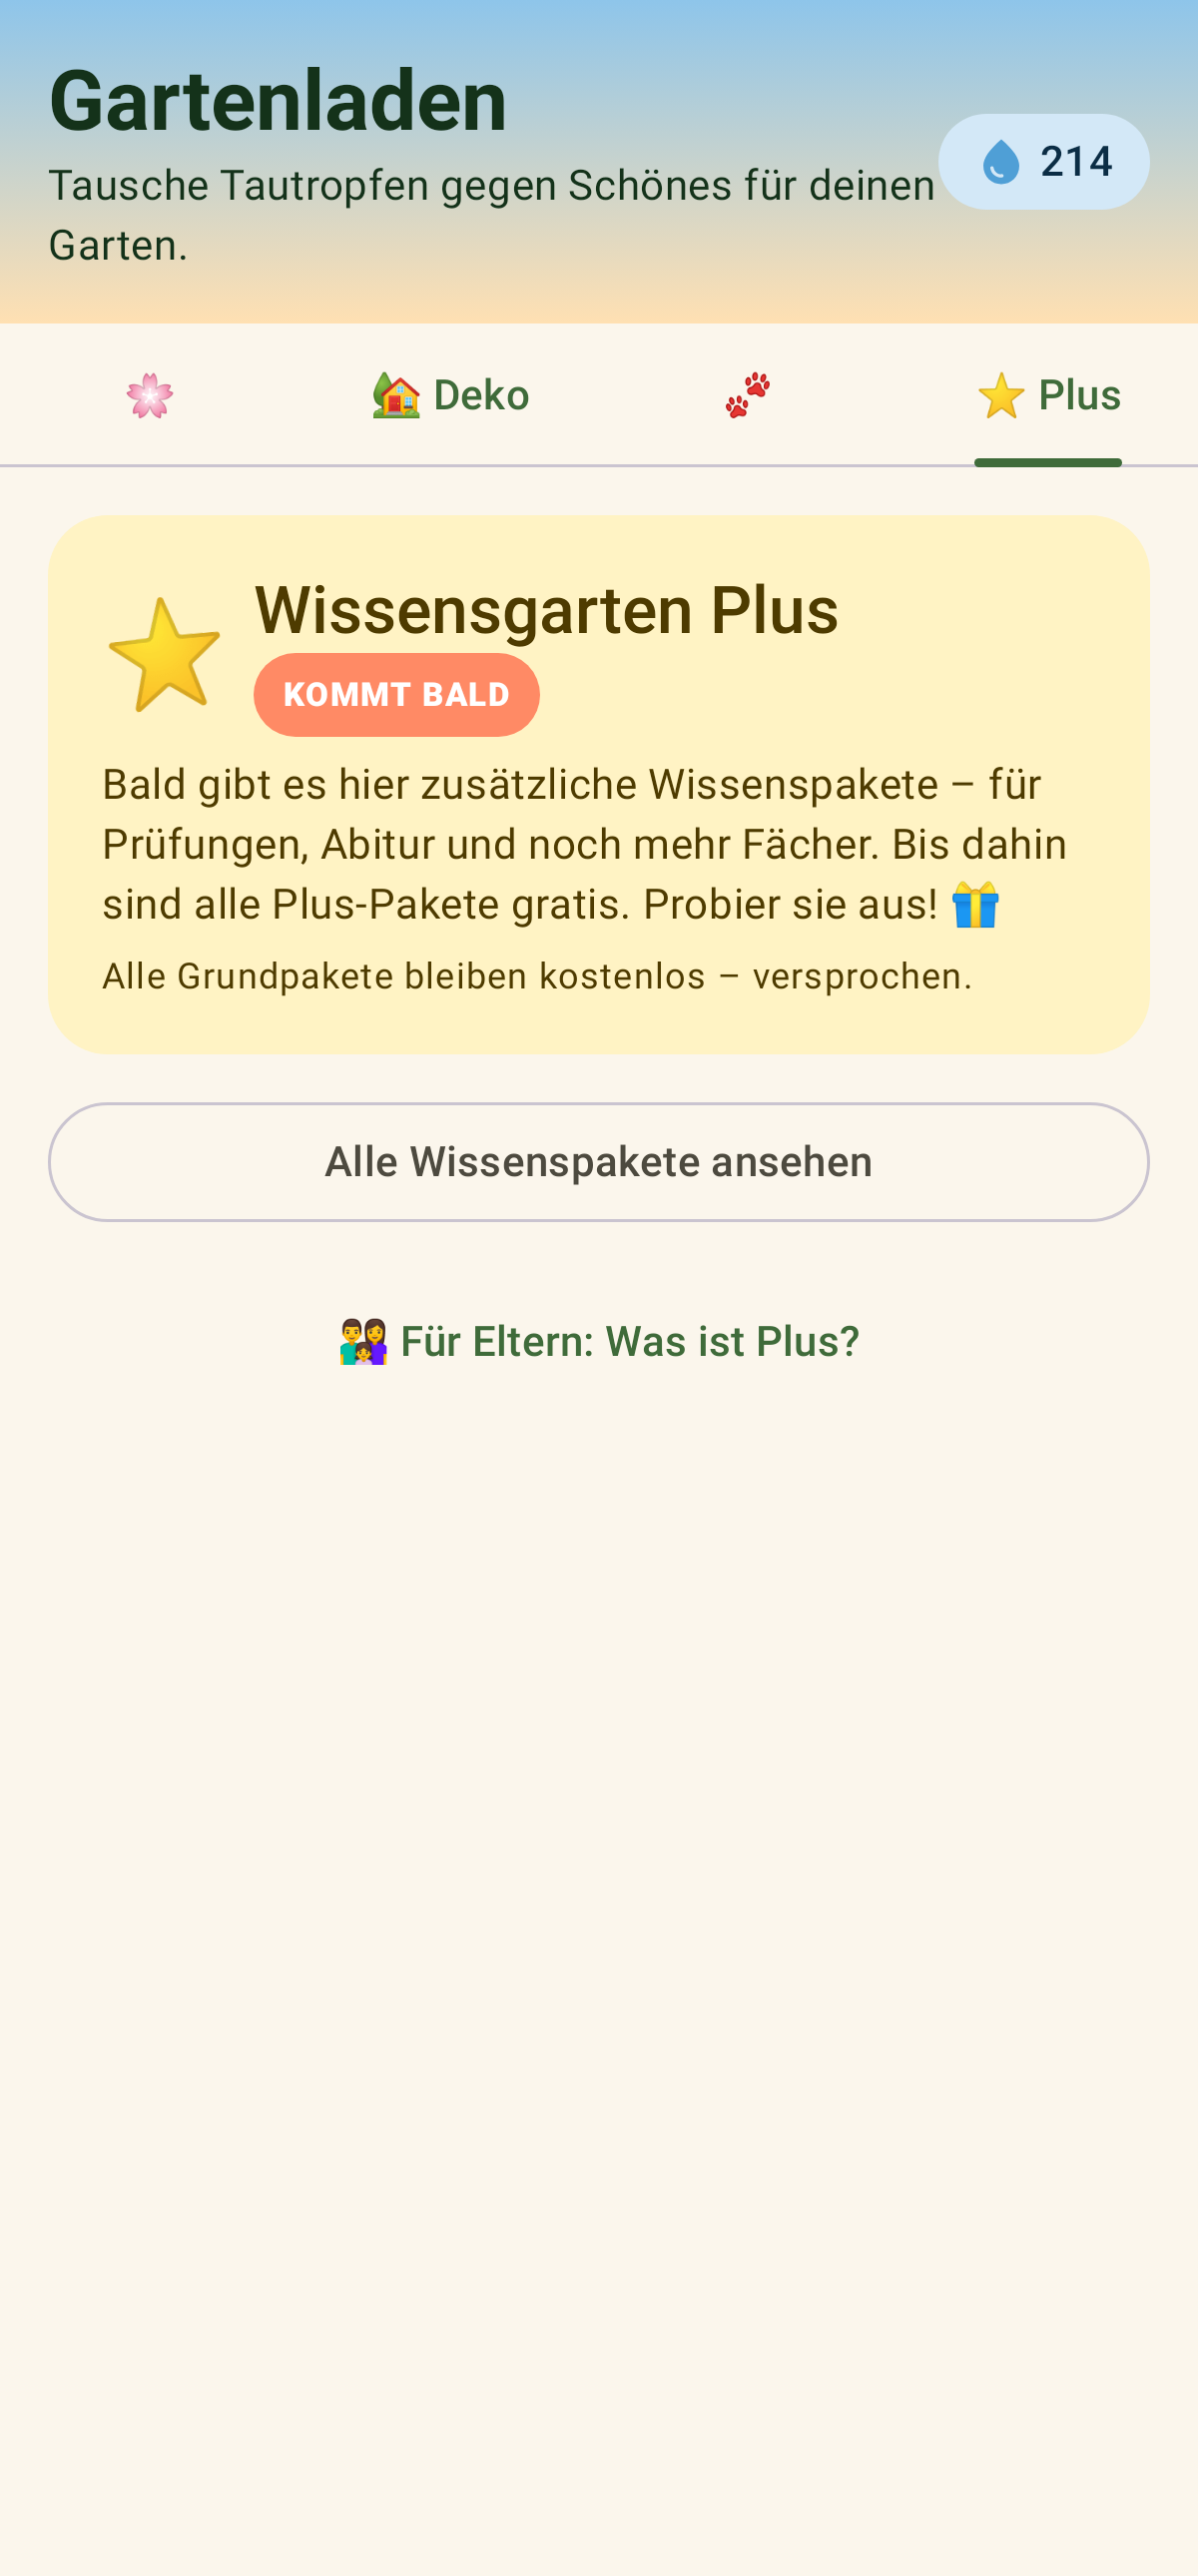 Gartenladen
Tausche Tautropfen gegen Schönes für deinen
Garten.
214
Deko
Plus
Wissensgarten Plus
KOMMT BALD
Bald gibt es hier zusätzliche Wissenspakete – für
Prüfungen, Abitur und noch mehr Fächer. Bis dahin
sind alle Plus-Pakete gratis. Probier sie aus! 🎁
Alle Grundpakete bleiben kostenlos – versprochen.
Alle Wissenspakete ansehen
Für Eltern: Was ist Plus?